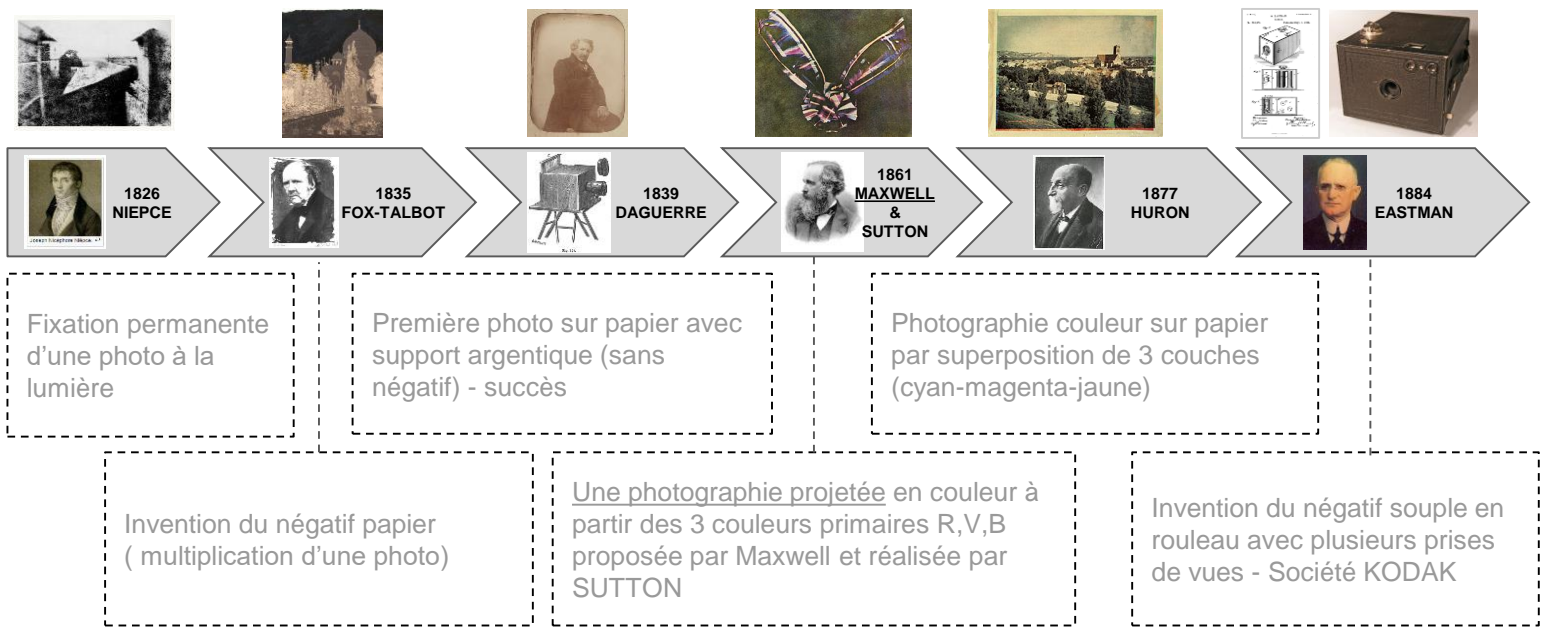 1826
NIEPCE
Joseph Nicéphore Niépce
1835
FOX-TALBOT
1839
DAGUERRE
1861
MAXWELL
&
SUTTON
1877
HURON
1884
EASTMAN
Fixation permanente
d’une photo à la
lumière
Première photo sur papier avec
support argentique (sans
négatif) - succès
Photographie couleur sur papier
par superposition de 3 couches
(cyan-magenta-jaune)
Invention du négatif papier
( multiplication d’une photo)
Une photographie projetée en couleur à
partir des 3 couleurs primaires R,V,B
proposée par Maxwell et réalisée par
SUTTON
Invention du négatif souple en
rouleau avec plusieurs prises
de vues - Société KODAK